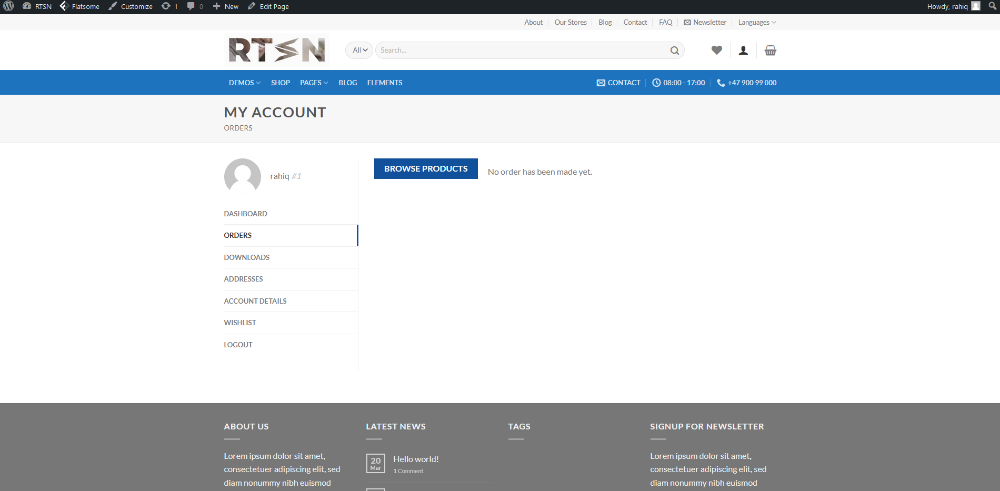 RTSN Flatsome Customize 1 0 New Edit Page Howdy, rahiq
About Our Stores Blog Contact FAQ Newsletter Languages
RTSN All Search...
DEMOS SHOP PAGES BLOG ELEMENTS CONTACT 08:00 - 17:00 +47 900 99 000
MY ACCOUNT
ORDERS
rahiq #1
BROWSE PRODUCTS No order has been made yet.
DASHBOARD
ORDERS
DOWNLOADS
ADDRESSES
ACCOUNT DETAILS
WISHLIST
LOGOUT
ABOUT US
Lorem ipsum dolor sit amet,
consectetuer adipiscing elit, sed
diam nonummy nibh euismod
LATEST NEWS
20
Mar
Hello world!
1 Comment
TAGS
SIGNUP FOR NEWSLETTER
Lorem ipsum dolor sit amet,
consectetuer adipiscing elit, sed
diam nonummy nibh euismod